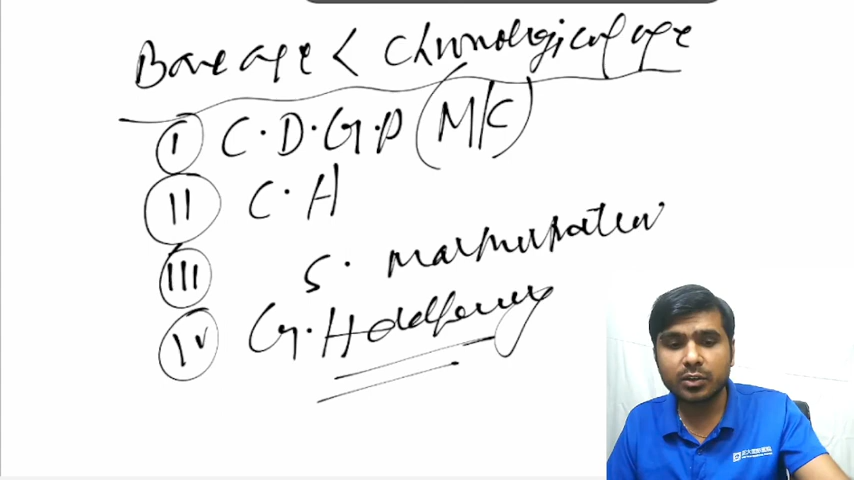 Bone age < Chronological age
I C.D.G.P (M/C)
II C.H
III S. malnutrition
IV G.H deficiency